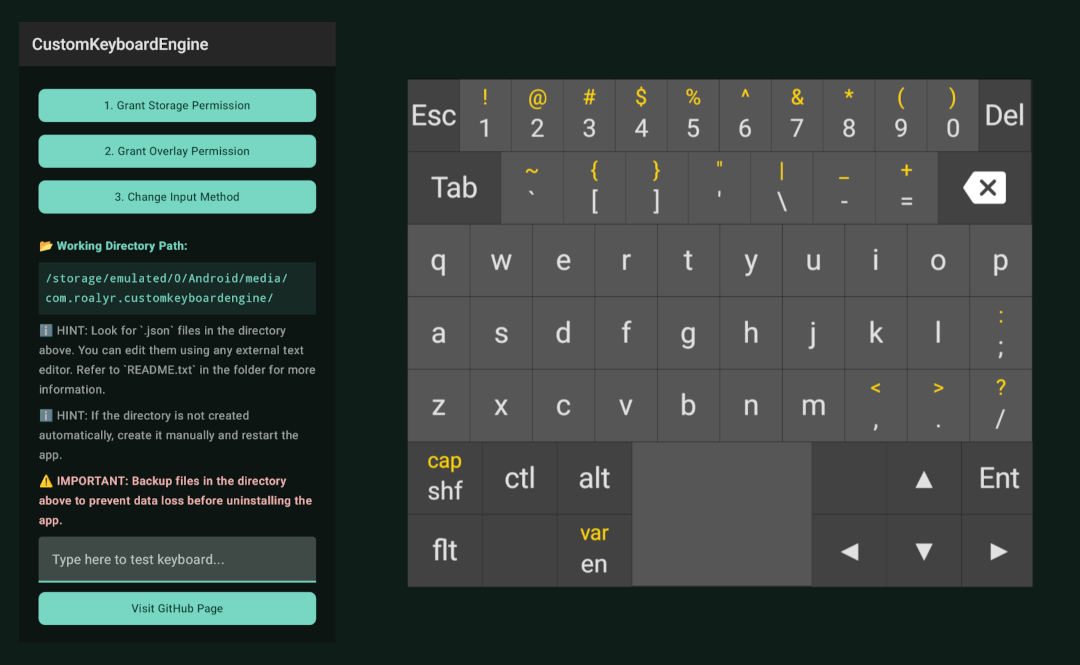 CustomKeyboardEngine
1. Grant Storage Permission
2. Grant Overlay Permission
3. Change Input Method
📂 Working Directory Path:
/storage/emulated/0/Android/media/
com.roalyr.customkeyboardengine/
ℹ️ HINT: Look for `.json` files in the directory
above. You can edit them using any external text
editor. Refer to `README.txt` in the folder for more
information.
ℹ️ HINT: If the directory is not created
automatically, create it manually and restart the
app.
⚠️ IMPORTANT: Backup files in the directory
above to prevent data loss before uninstalling the
app.
Type here to test keyboard...
Visit GitHub Page
! @ # $ % ^ & * ( )
Esc 1 2 3 4 5 6 7 8 9 0 Del
~ { } " | _ +
Tab ` [ ] ' \ - =
q w e r t y u i o p
a s d f g h j k l : ;
< > ?
z x c v b n m , . /
cap
shf ctl alt ▲ Ent
var
flt en ◀ ▼ ▶